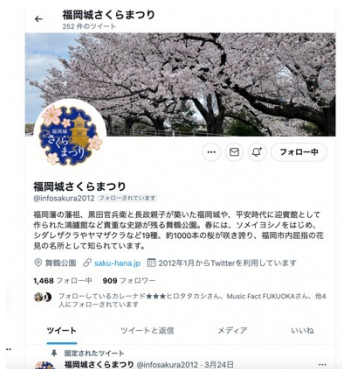 福岡城さくらまつり
252 件のツイート
福岡城
さくら
まつり
フォロー中
福岡城さくらまつり
@infosakura2012 フォローされています
福岡藩の藩祖、黒田官兵衛と長政親子が築いた福岡城や、平安時代に迎賓館として
作られた鴻臚館など貴重な史跡が残る舞鶴公園。春には、ソメイヨシノをはじめ、
シダレザクラやヤマザクラなど19種、約1000本の桜が咲き誇り、福岡市内屈指の花
見の名所として知られています。
舞鶴公園 saku-hana.jp 2012年1月からTwitterを利用しています
1,468 フォロー中 909 フォロワー
フォローしているカレーナード★★★ヒロタタカシさん、Music Fact FUKUOKAさん、他4
人にフォローされています
ツイート ツイートと返信 メディア いいね
固定されたツイート
福岡城さくらまつり @infosakura2012 · 3月24日